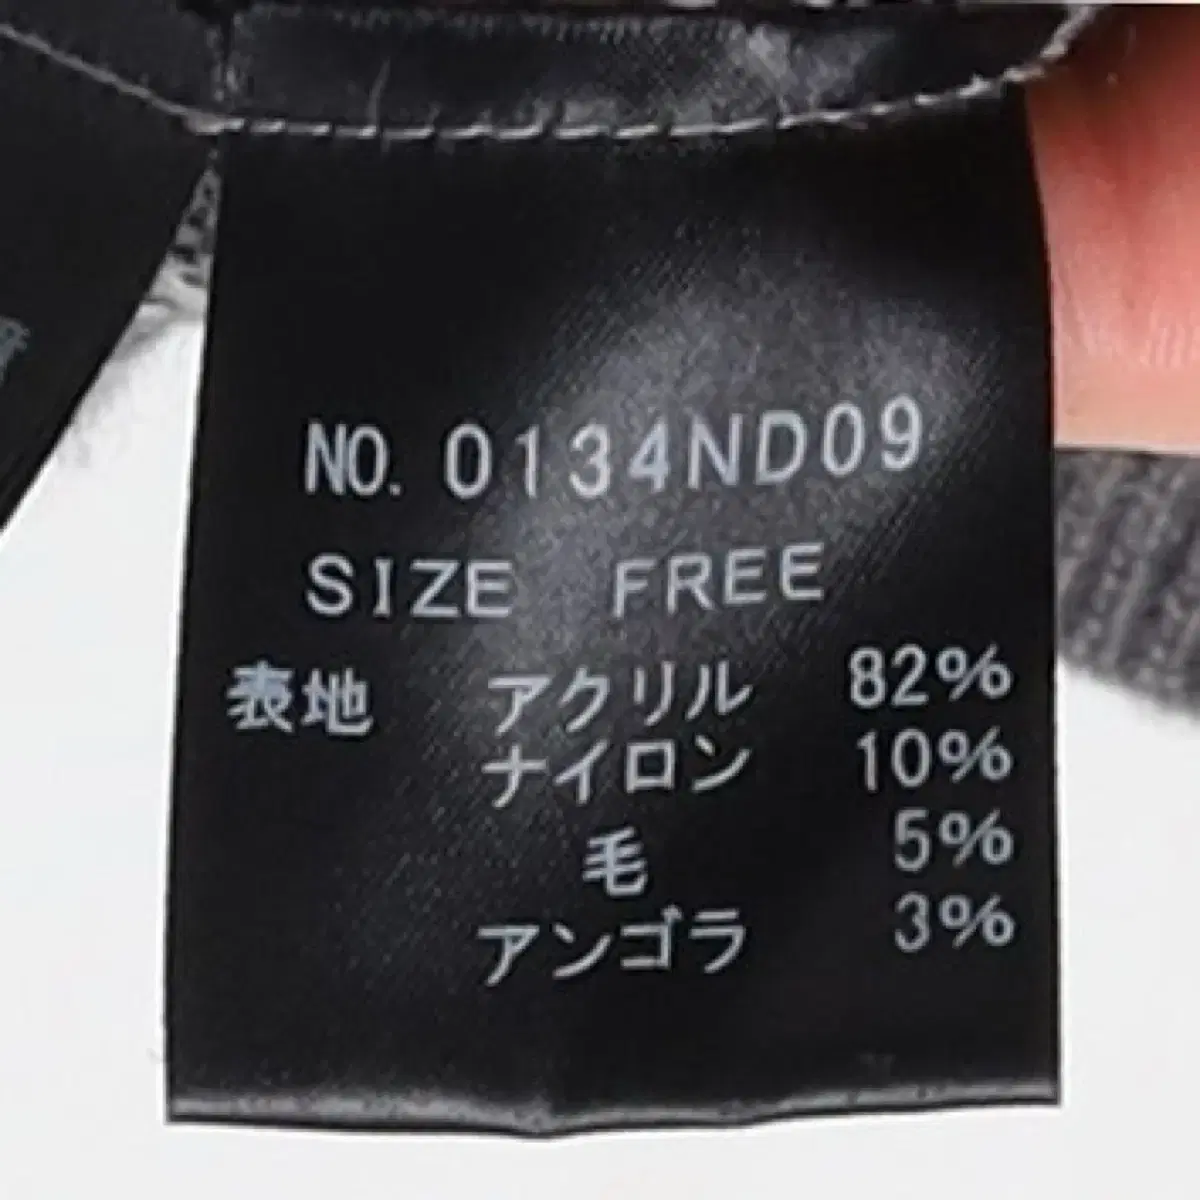 NO. 0134ND09
SIZE FREE
表地 アクリル 82%
ナイロン 10%
毛 5%
アンゴラ 3%